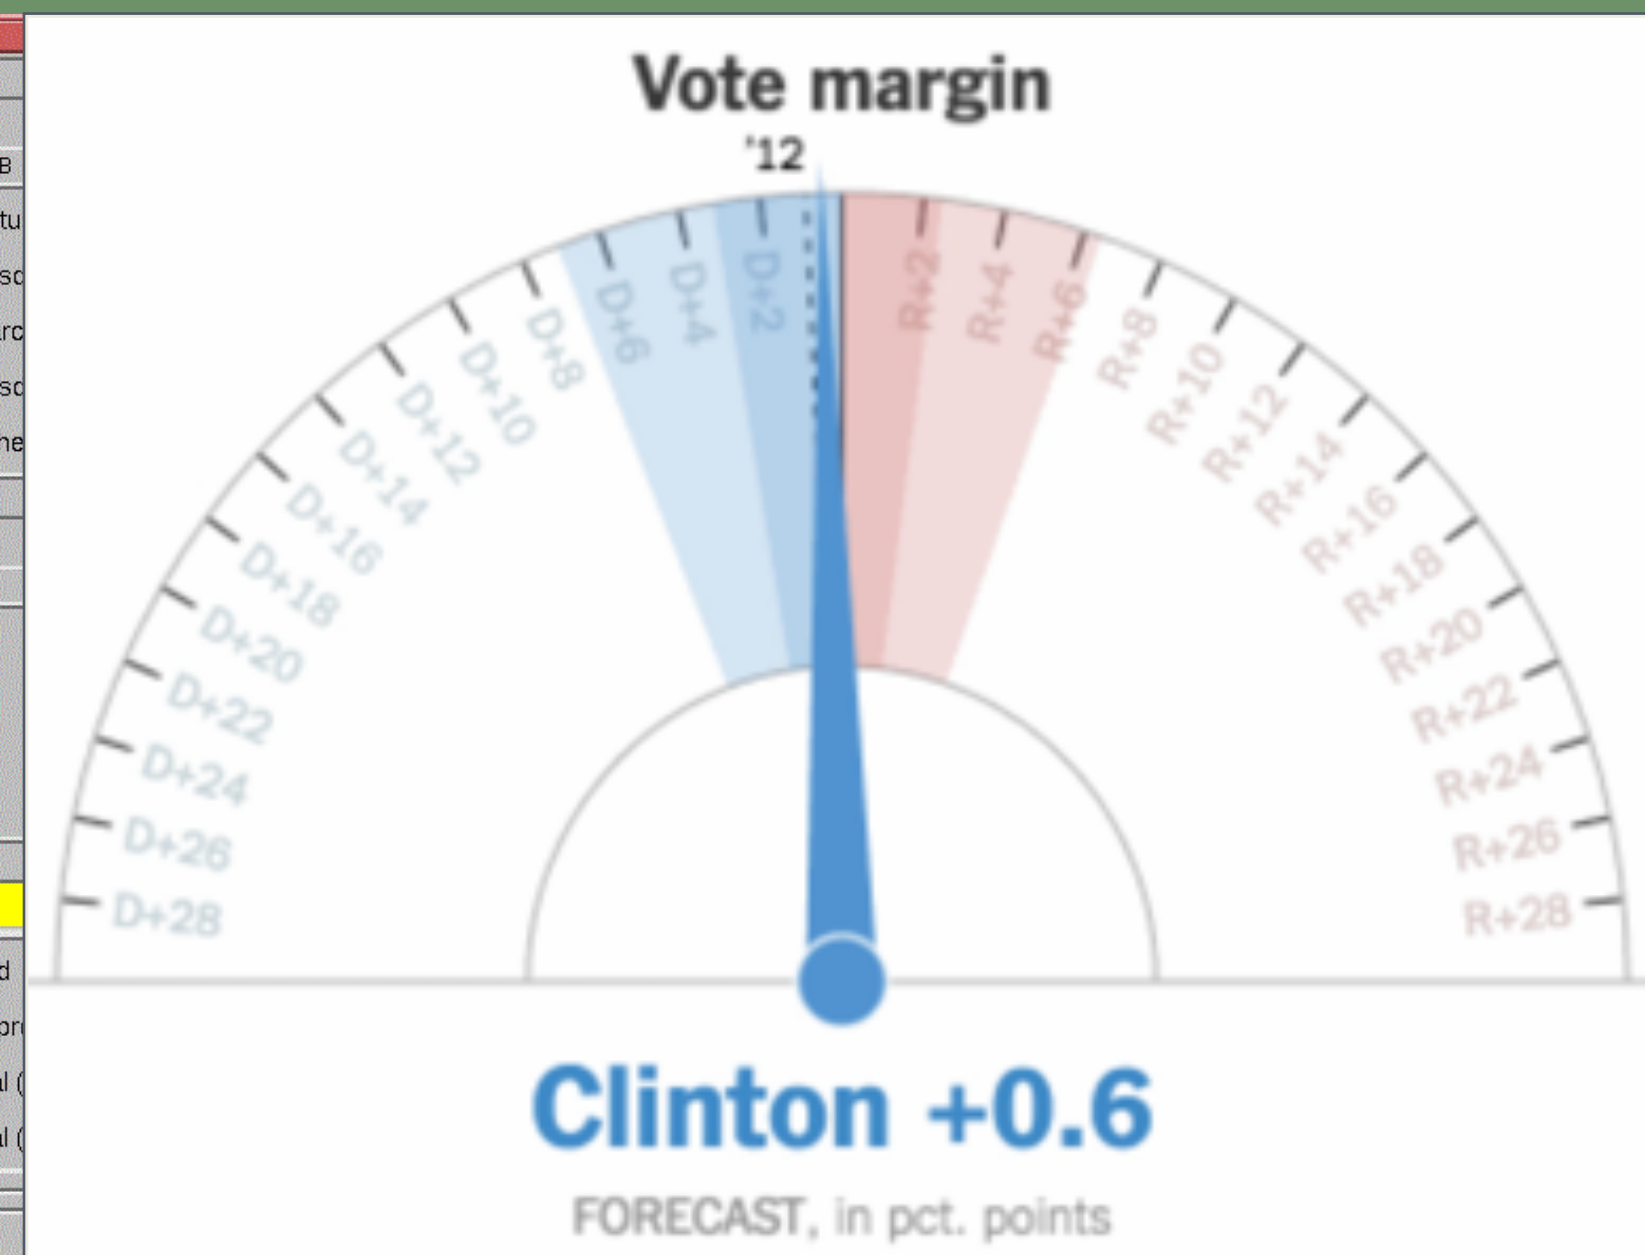 Vote margin
'12
D+2
D+4
D+6
D+8
D+10
D+12
D+14
D+16
D+18
D+20
D+22
D+24
D+26
D+28
R+2
R+4
R+6
R+8
R+10
R+12
R+14
R+16
R+18
R+20
R+22
R+24
R+26
R+28
Clinton +0.6
FORECAST, in pct. points
B